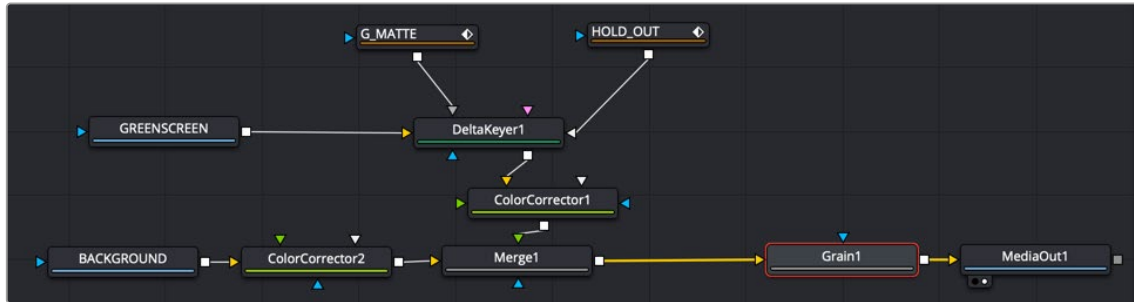 G_MATTE
HOLD_OUT
GREENSCREEN
DeltaKeyer1
ColorCorrector1
BACKGROUND
ColorCorrector2
Merge1
Grain1
MediaOut1